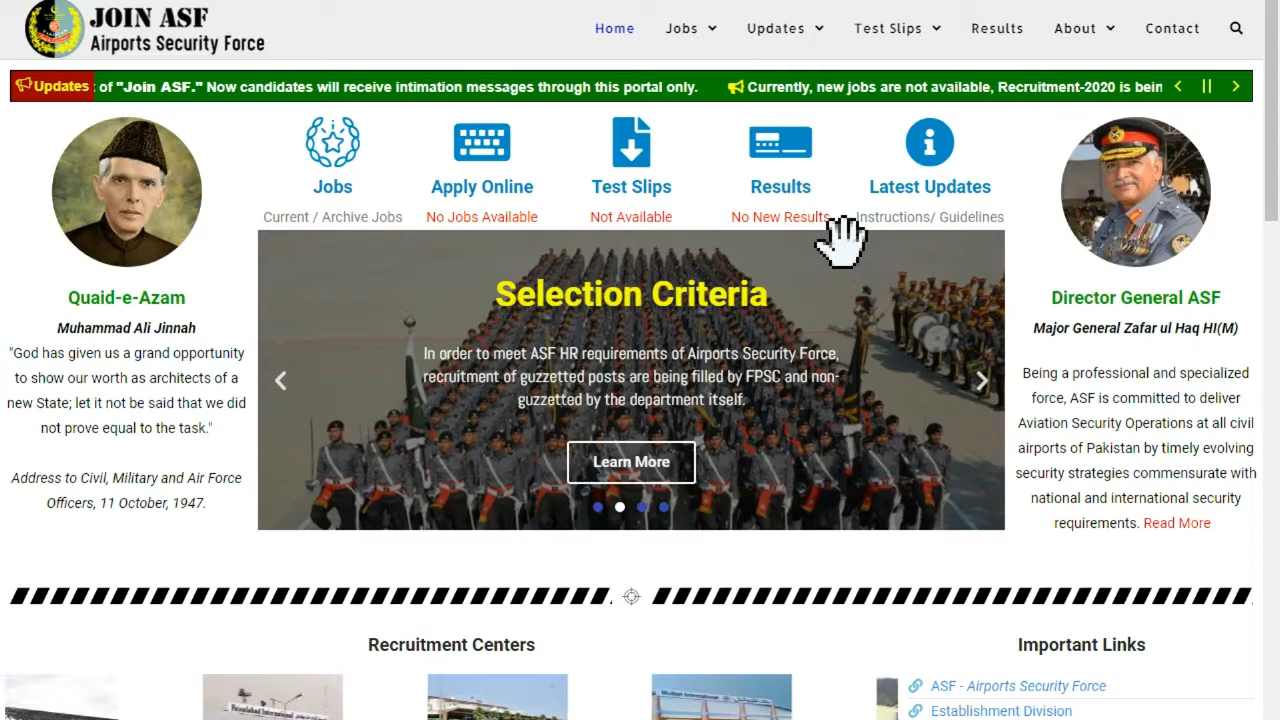 JOIN ASF
Airports Security Force
Home
Jobs
Updates
Test Slips
Results
About
Contact
Updates
of "Join ASF." Now candidates will receive intimation messages through this portal only.
Currently, new jobs are not available, Recruitment-2020 is bein
Jobs
Apply Online
Test Slips
Results
Latest Updates
Current / Archive Jobs
No Jobs Available
Not Available
No New Results
Instructions/ Guidelines
Quaid-e-Azam
Muhammad Ali Jinnah
"God has given us a grand opportunity
to show our worth as architects of a
new State; let it not be said that we did
not prove equal to the task."
Address to Civil, Military and Air Force
Officers, 11 October, 1947.
Selection Criteria
In order to meet ASF HR requirements of Airports Security Force,
recruitment of guzzetted posts are being filled by FPSC and non-
guzzetted by the department itself.
Learn More
Director General ASF
Major General Zafar ul Haq HI(M)
Being a professional and specialized
force, ASF is committed to deliver
Aviation Security Operations at all civil
airports of Pakistan by timely evolving
security strategies commensurate with
national and international security
requirements. Read More
Recruitment Centers
Important Links
ASF - Airports Security Force
Establishment Division